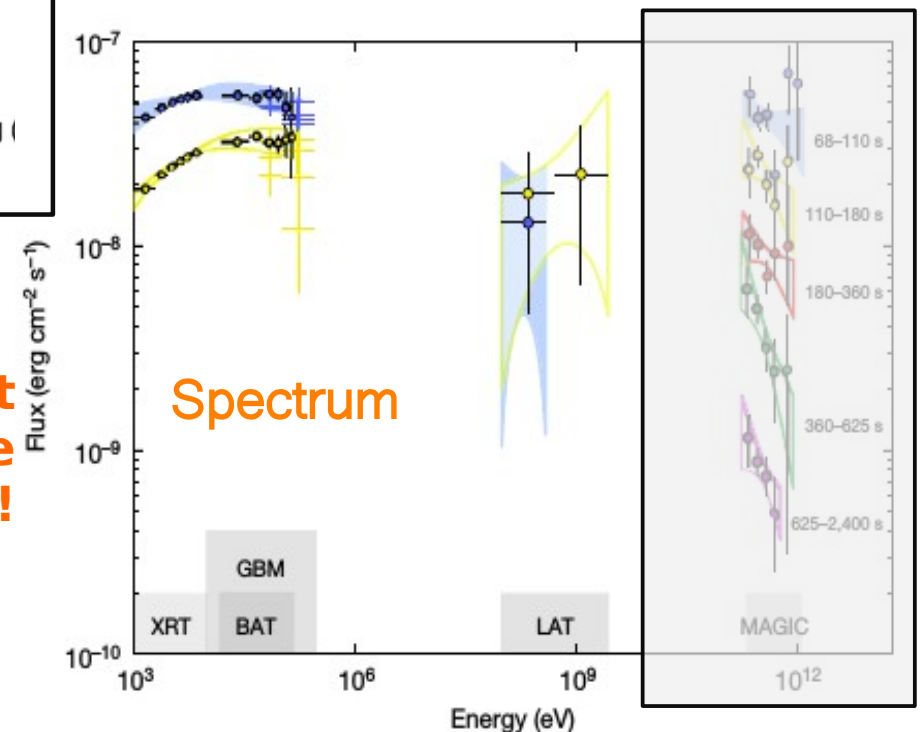 10⁻⁷
68–110 s
110–180 s
10⁻⁸
180–360 s
Flux (erg cm⁻² s⁻¹)
t
Spectrum
e
360–625 s
10⁻⁹
!
625–2,400 s
GBM
XRT
BAT
LAT
MAGIC
10⁻¹⁰
10³
10⁶
10⁹
10¹²
Energy (eV)